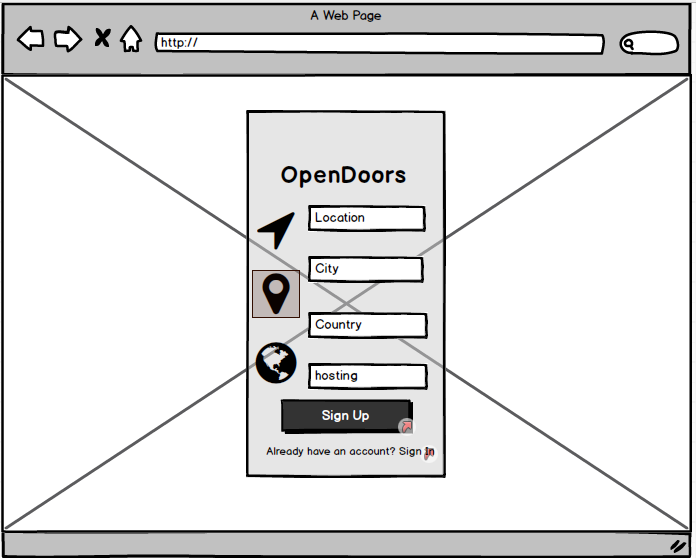 A Web Page
http://
OpenDoors
Location
City
Country
hosting
Sign Up
Already have an account? Sign In